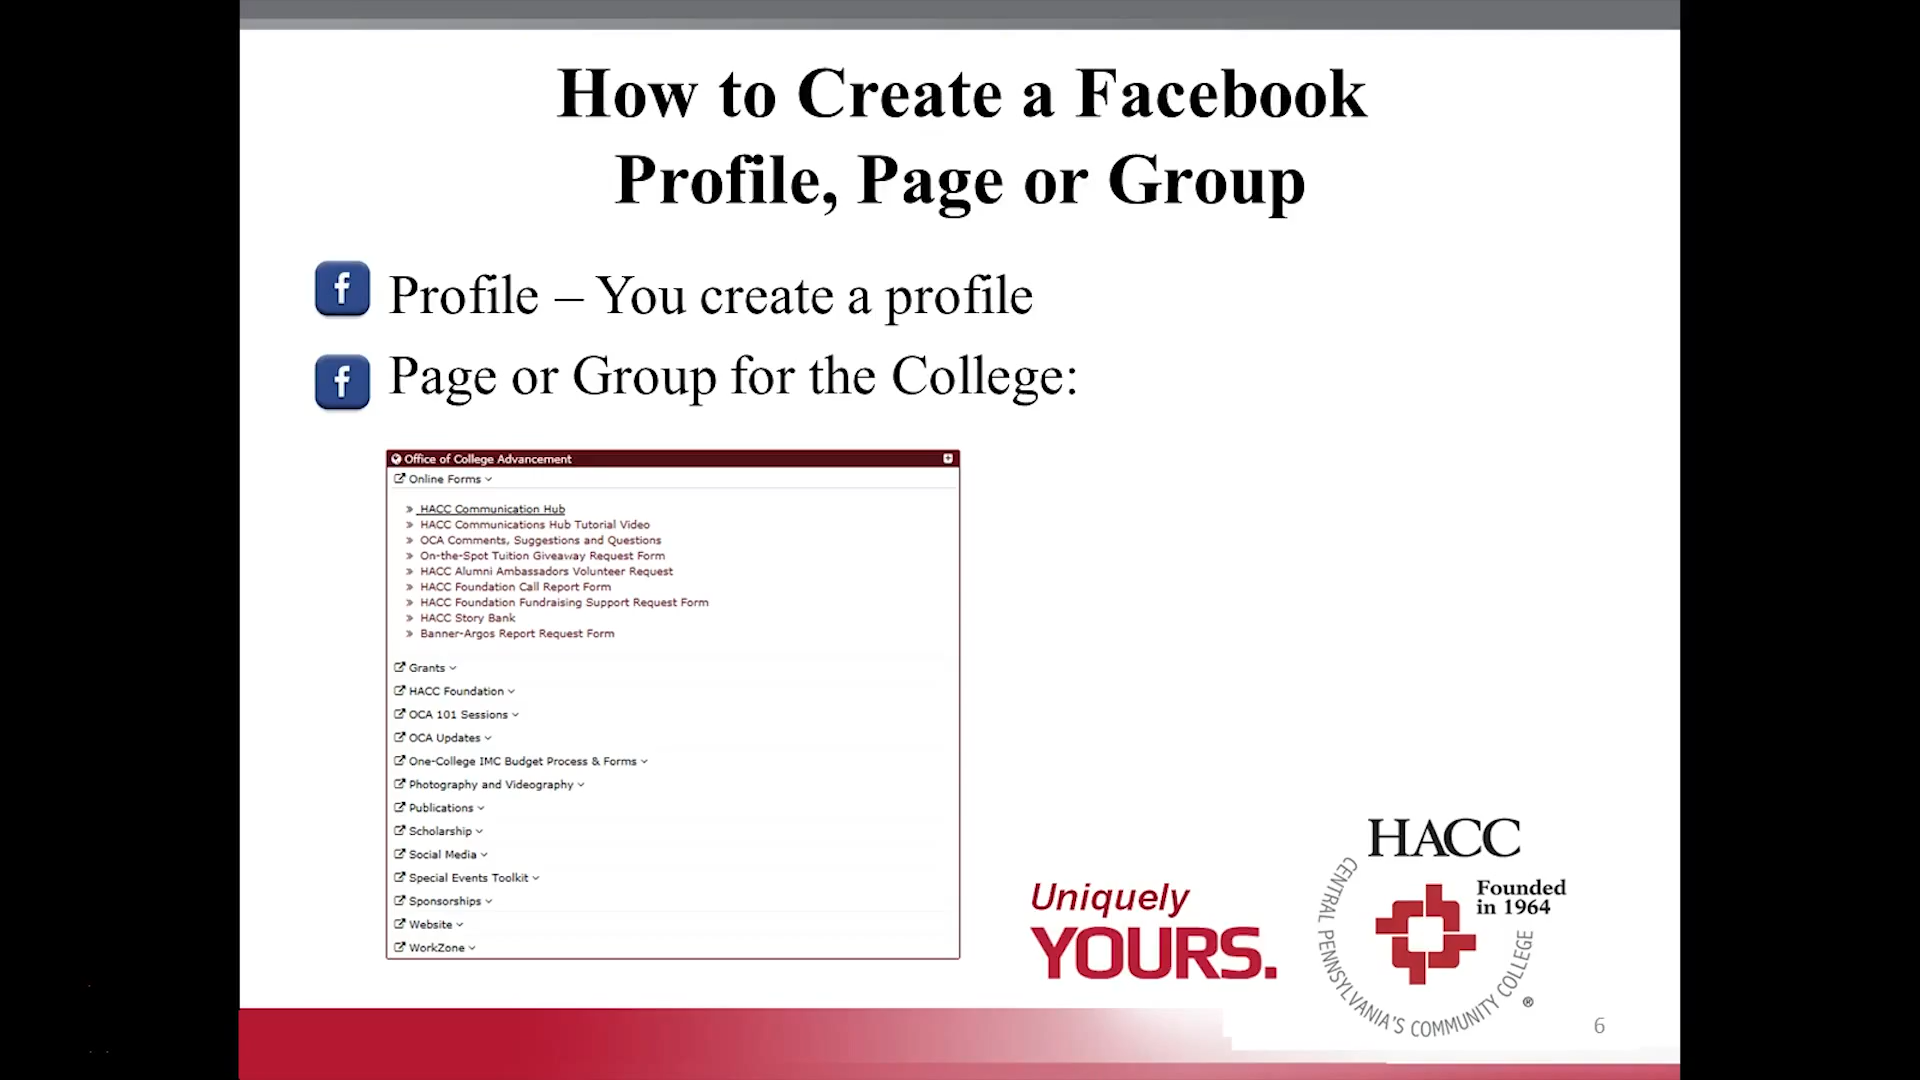 How to Create a Facebook
Profile, Page or Group
f Profile – You create a profile
f Page or Group for the College:
Office of College Advancement
Online Forms
» HACC Communication Hub
» HACC Communications Hub Tutorial Video
» OCA Comments, Suggestions and Questions
» On-the-Spot Tuition Giveaway Request Form
» HACC Alumni Ambassadors Volunteer Request
» HACC Foundation Call Report Form
» HACC Foundation Fundraising Support Request Form
» HACC Story Bank
» Banner-Argos Report Request Form
Grants
HACC Foundation
OCA 101 Sessions
OCA Updates
One-College IMC Budget Process & Forms
Photography and Videography
Publications
Scholarship
Social Media
Special Events Toolkit
Sponsorships
Website
WorkZone
Uniquely
YOURS.
HACC
Founded
in 1964
CENTRAL PENNSYLVANIA'S COMMUNITY COLLEGE
®
6